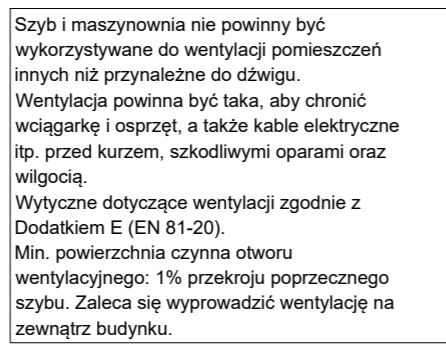 Szyb i maszynownia nie powinny być
wykorzystywane do wentylacji pomieszczeń
innych niż przynależne do dźwigu.
Wentylacja powinna być taka, aby chronić
wciągarkę i osprzęt, a także kable elektryczne
itp. przed kurzem, szkodliwymi oparami oraz
wilgocią.
Wytyczne dotyczące wentylacji zgodnie z
Dodatkiem E (EN 81-20).
Min. powierzchnia czynna otworu
wentylacyjnego: 1% przekroju poprzecznego
szybu. Zaleca się wyprowadzić wentylację na
zewnątrz budynku.